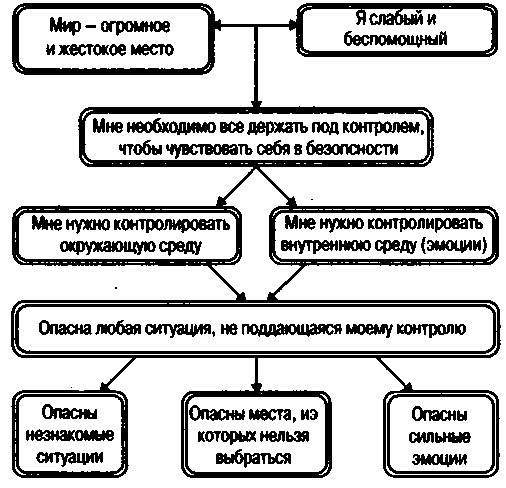 Мир – огромное
и жестокое место
Я слабый и
беспомощный
Мне необходимо все держать под контролем,
чтобы чувствовать себя в безопсности
Мне нужно контролировать
окружающую среду
Мне нужно контролировать
внутреннюю среду (эмоции)
Опасна любая ситуация, не поддающаяся моему контролю
Опасны
незнакомые
ситуации
Опасны места, из
которых нельзя
выбраться
Опасны
сильные
эмоции